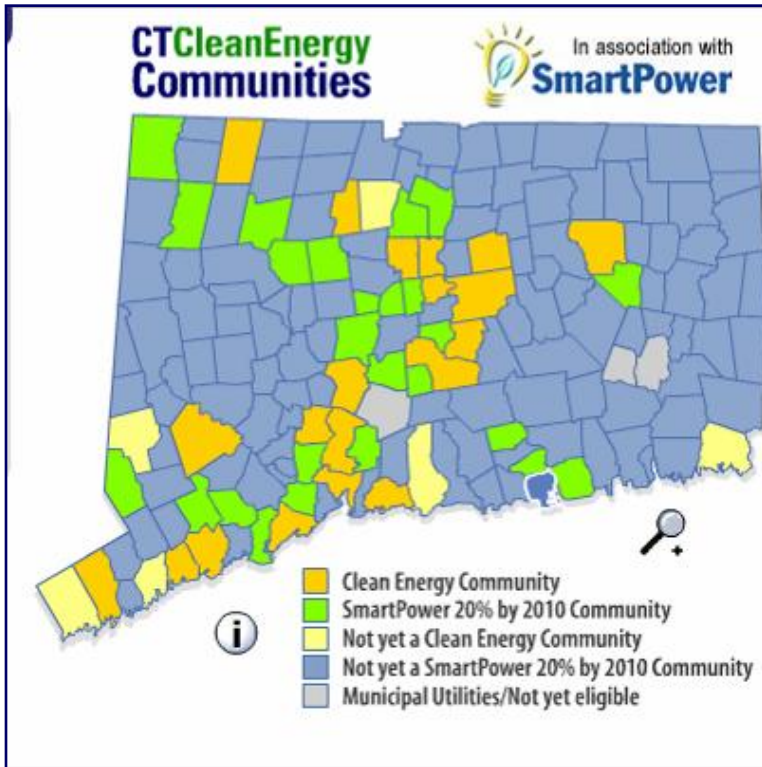 CTCleanEnergy
Communities
In association with
SmartPower
i
Clean Energy Community
SmartPower 20% by 2010 Community
Not yet a Clean Energy Community
Not yet a SmartPower 20% by 2010 Community
Municipal Utilities/Not yet eligible